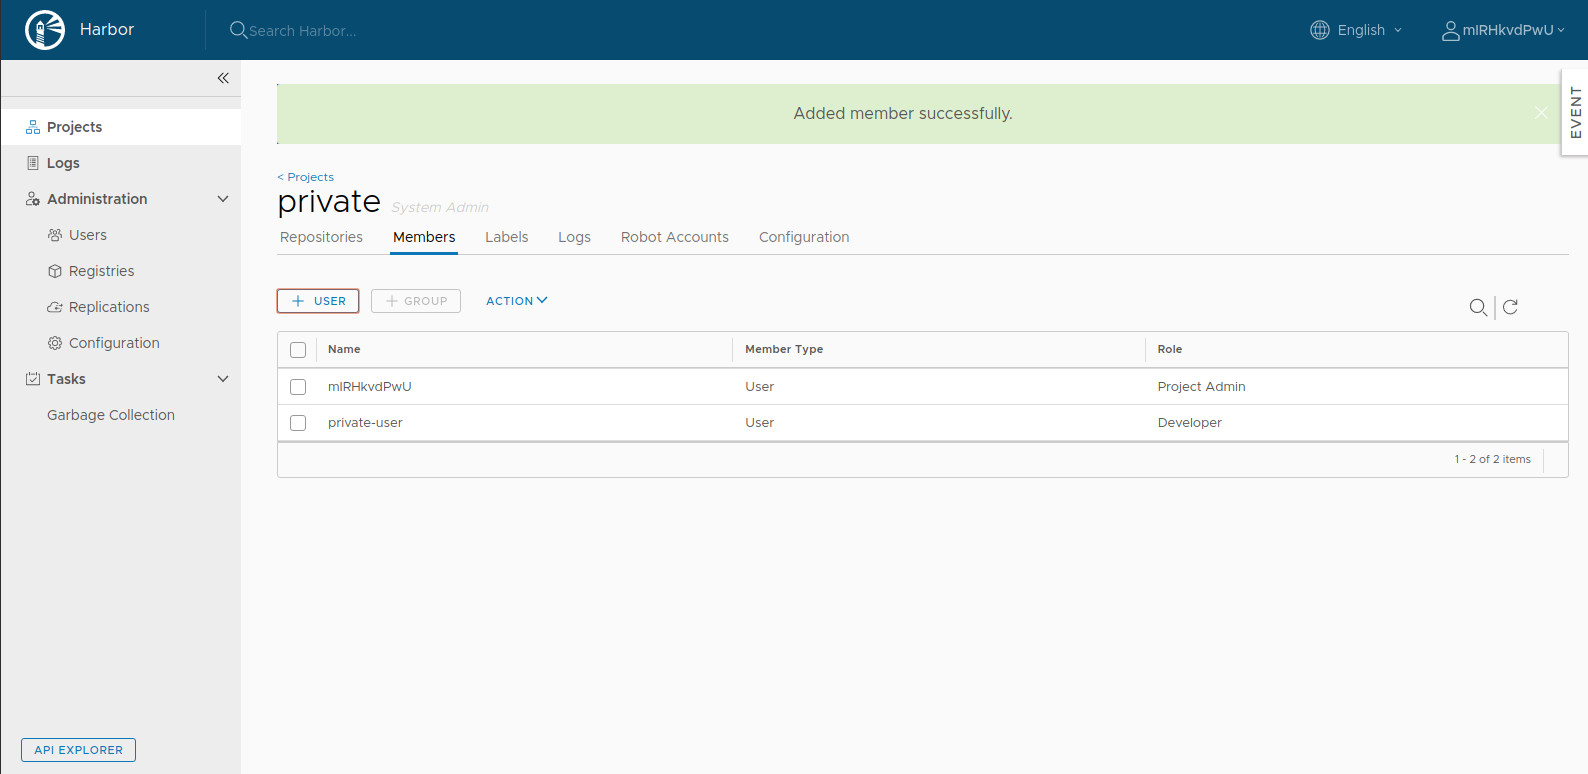 Harbor
Search Harbor...
English
mIRHkvdPwU
Added member successfully.
EVENT
Projects
Logs
Administration
Users
Registries
Replications
Configuration
Tasks
Garbage Collection
API EXPLORER
< Projects
private System Admin
Repositories Members Labels Logs Robot Accounts Configuration
+ USER + GROUP ACTION
Name Member Type Role
mIRHkvdPwU User Project Admin
private-user User Developer
1 - 2 of 2 items